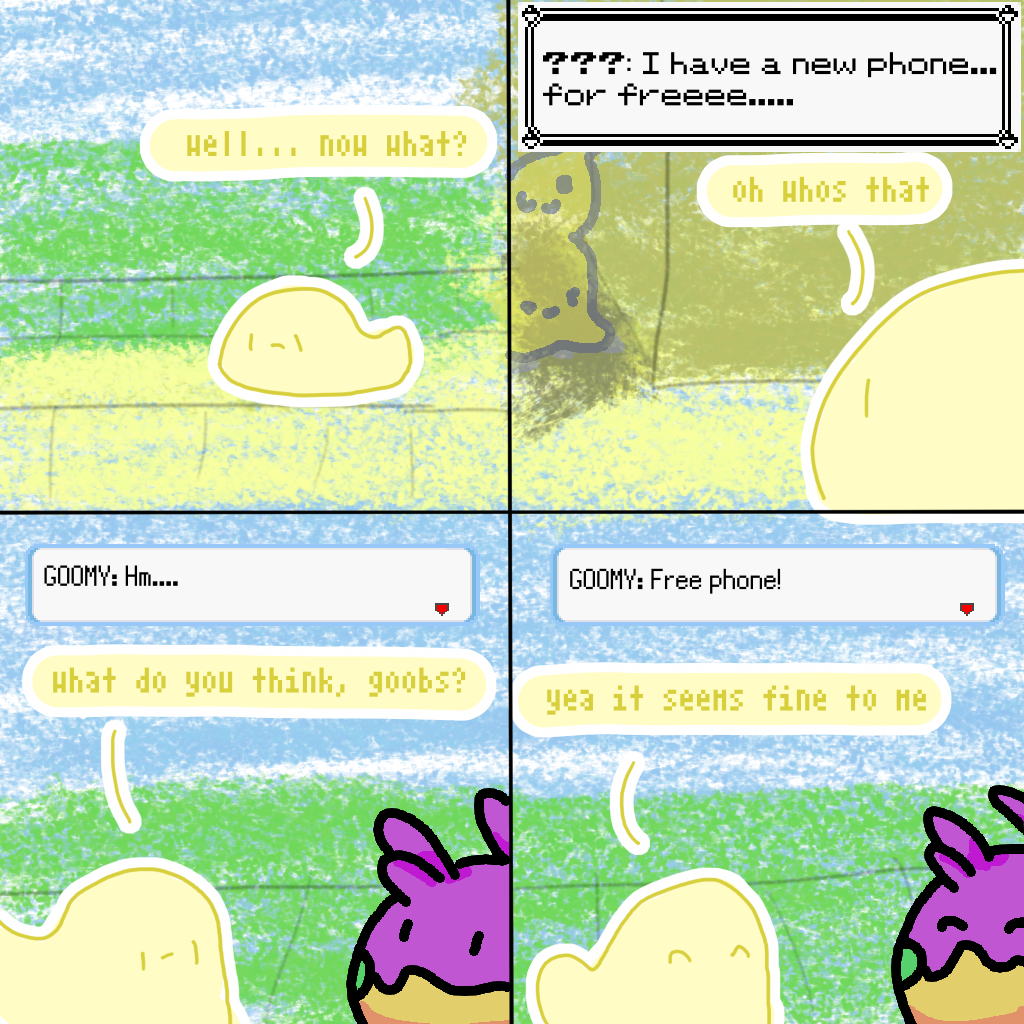 Well... now what?
???: I have a new phone...
for freeee.....
oh whos that
GOOMY: Hm....
what do you think, goobs?
GOOMY: Free phone!
yea it seems fine to me